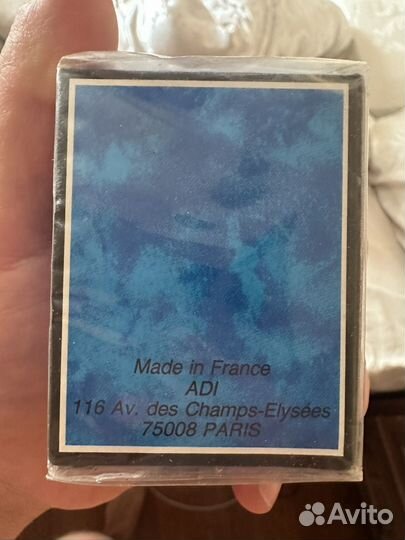 Made in France
ADI
116 Av. des Champs-Elysées
75008 PARIS
Avito